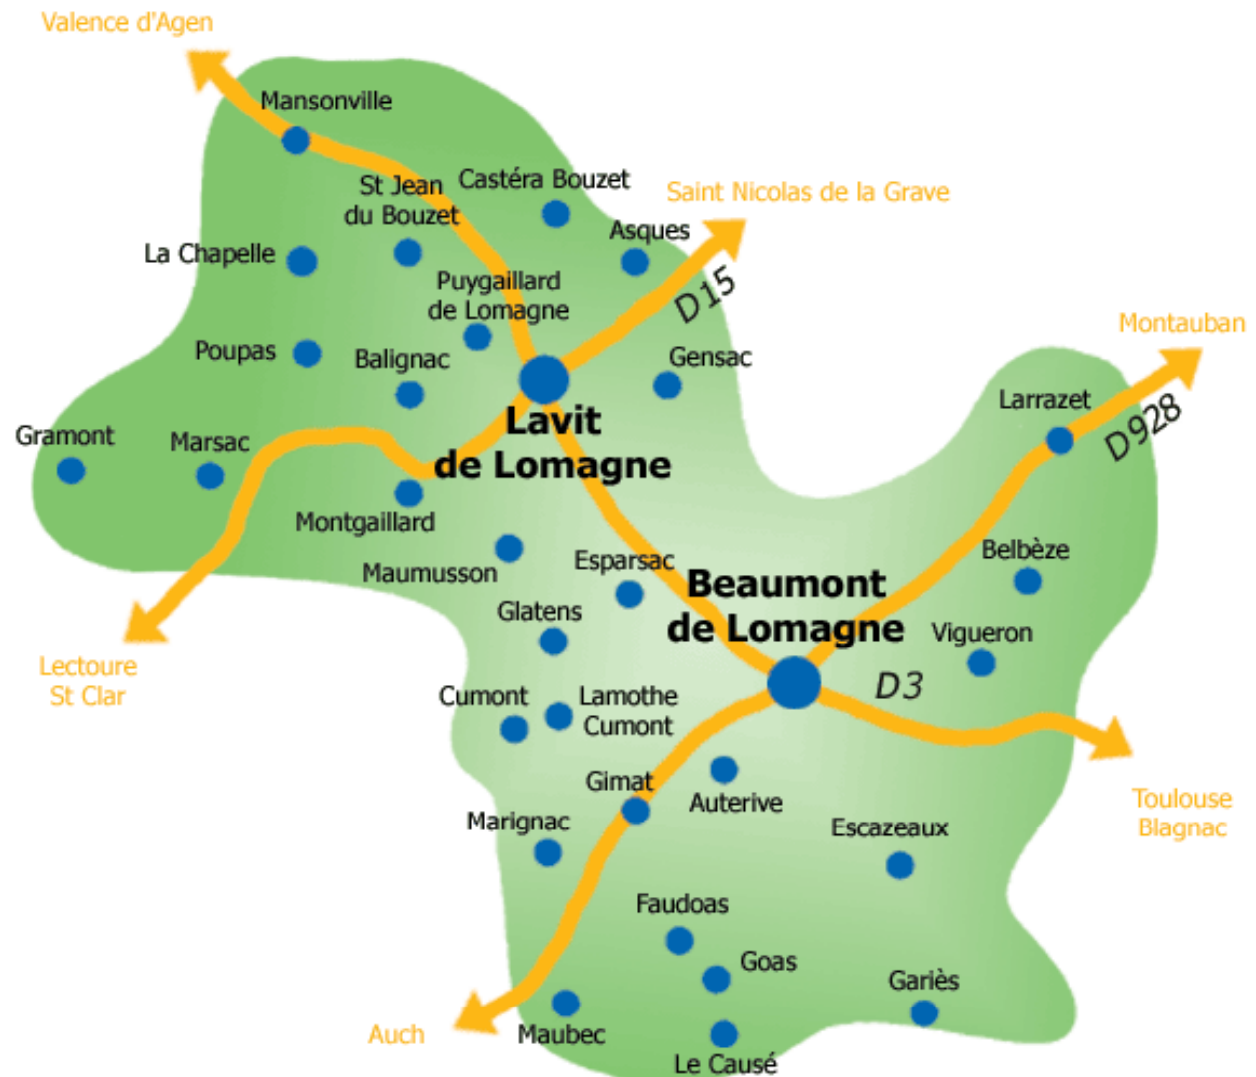 Valence d'Agen
Mansonville
St Jean
du Bouzet
Castéra Bouzet
Saint Nicolas de la Grave
Asques
La Chapelle
Puygaillard
de Lomagne
D15
Montauban
Poupas
Balignac
Gensac
Larrazet
D928
Lavit
de Lomagne
Gramont
Marsac
Montgaillard
Maumusson
Esparsac
Belbèze
Beaumont
de Lomagne
Glatens
Vigueron
Lectoure
St Clar
D3
Cumont
Lamothe
Cumont
Gimat
Auterive
Toulouse
Blagnac
Marignac
Escazeaux
Faudoas
Goas
Gariès
Auch
Maubec
Le Causé